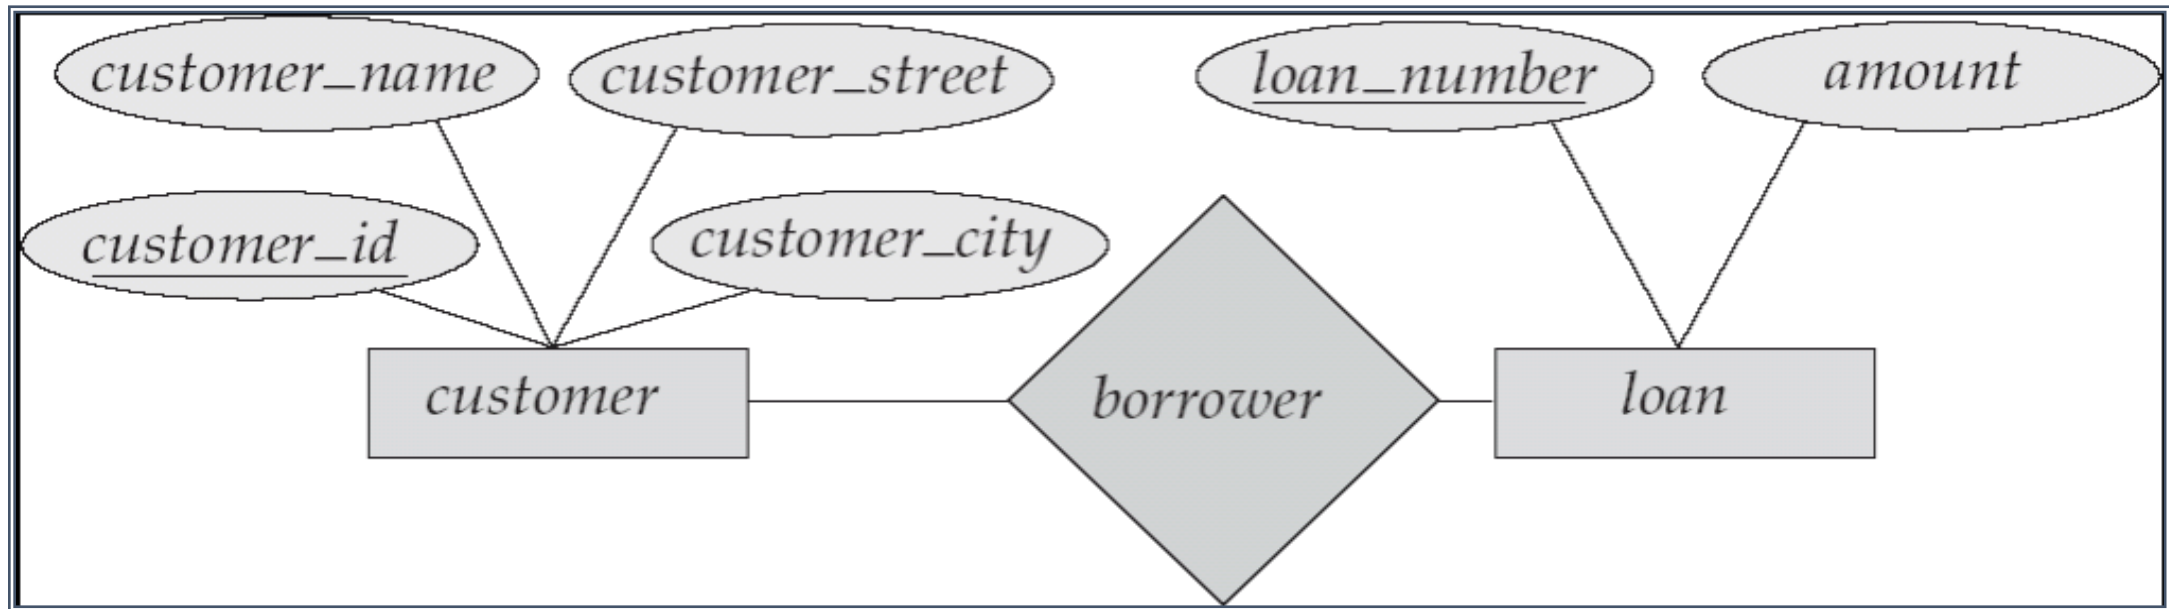 customer_name
customer_street
loan_number
amount
customer_id
customer_city
customer
borrower
loan